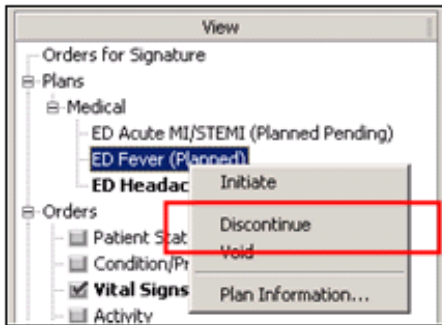 View
Orders for Signature
Plans
Medical
ED Acute MI/STEMI (Planned Pending)
ED Fever (Planned)
ED Headac
Initiate
Discontinue
Void
Plan Information...
Orders
Patient Stat
Condition/Pr
Vital Signs
Activity